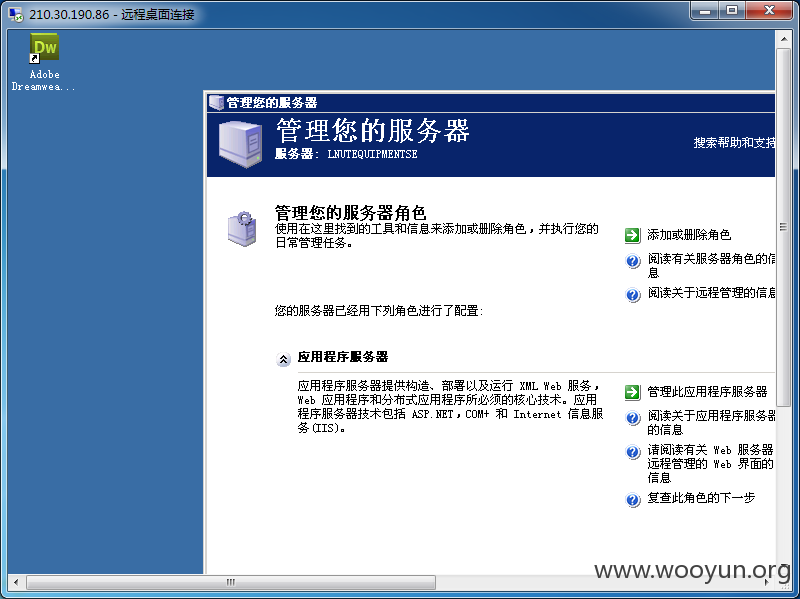 210.30.190.86 - 远程桌面连接
Dw
Adobe
Dreamwea...
管理您的服务器
管理您的服务器
服务器: LNUTEQUIPMENTSE
搜索帮助和支持
管理您的服务器角色
使用在这里找到的工具和信息来添加或删除角色，并执行您的
日常管理任务。
添加或删除角色
阅读有关服务器角色的信
息
阅读关于远程管理的信息
您的服务器已经用下列角色进行了配置:
应用程序服务器
应用程序服务器提供构造、部署以及运行 XML Web 服务，
Web 应用程序和分布式应用程序所必须的核心技术。应用
程序服务器技术包括 ASP.NET，COM+ 和 Internet 信息服
务(IIS)。
管理此应用程序服务器
阅读关于应用程序服务器
的信息
请阅读有关 Web 服务器
远程管理的 Web 界面的
信息
复查此角色的下一步
www.wooyun.org